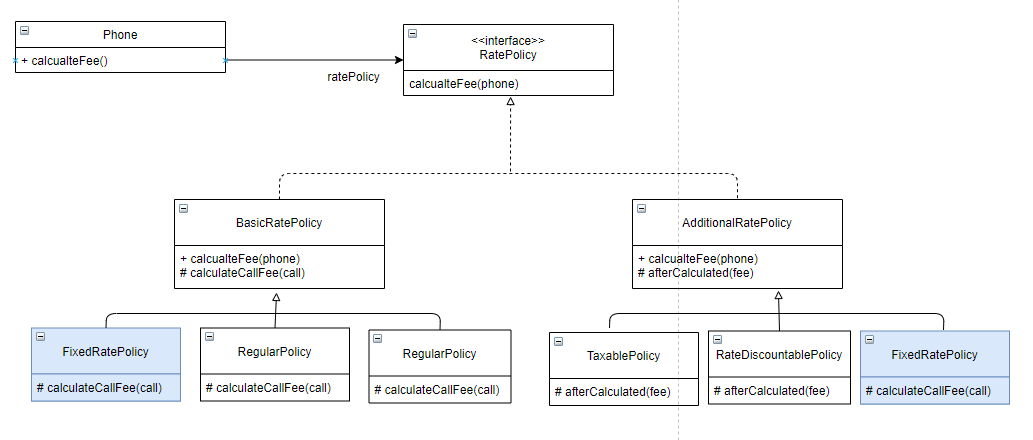 Phone
+ calcualteFee()
ratePolicy
<<interface>>
RatePolicy
calcualteFee(phone)
BasicRatePolicy
+ calcualteFee(phone)
# calculateCallFee(call)
AdditionalRatePolicy
+ calcualteFee(phone)
# afterCalculated(fee)
FixedRatePolicy
# calculateCallFee(call)
RegularPolicy
# calculateCallFee(call)
RegularPolicy
# calculateCallFee(call)
TaxablePolicy
# afterCalculated(fee)
RateDiscountablePolicy
# afterCalculated(fee)
FixedRatePolicy
# calculateCallFee(call)